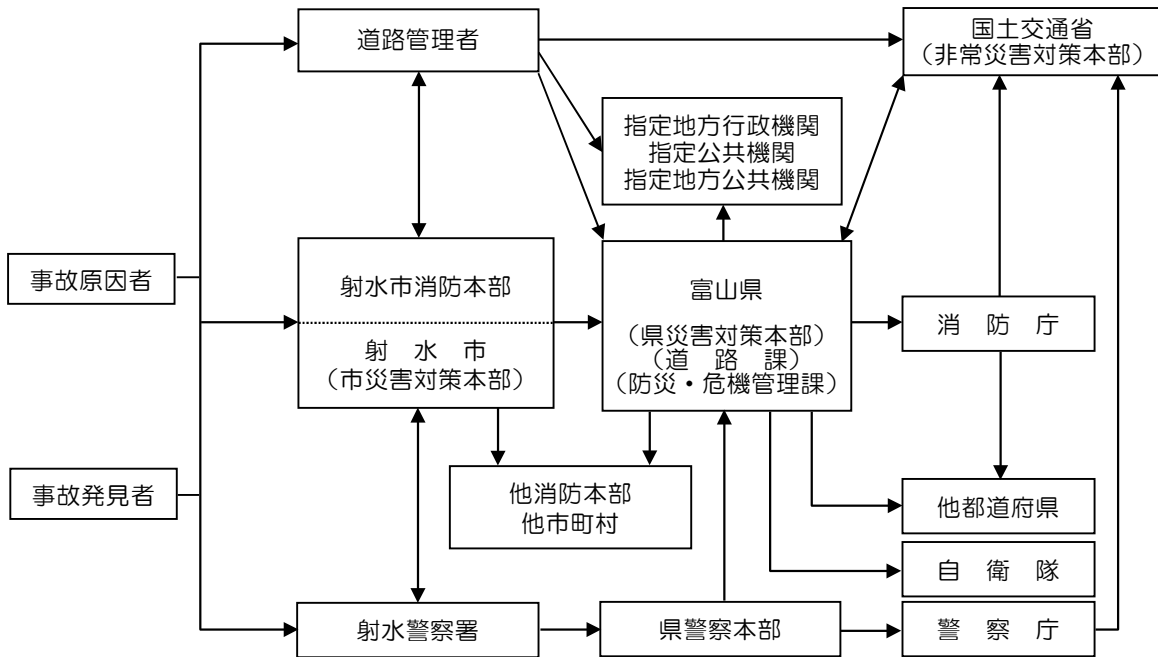 道路管理者
国土交通省
（非常災害対策本部）
指定地方行政機関
指定公共機関
指定地方公共機関
事故原因者
射水市消防本部
射　水　市
（市災害対策本部）
富山県
（県災害対策本部）
（道　路　課）
（防災・危機管理課）
消　防　庁
事故発見者
他消防本部
他市町村
他都道府県
自　衛　隊
射水警察署
県警察本部
警　察　庁